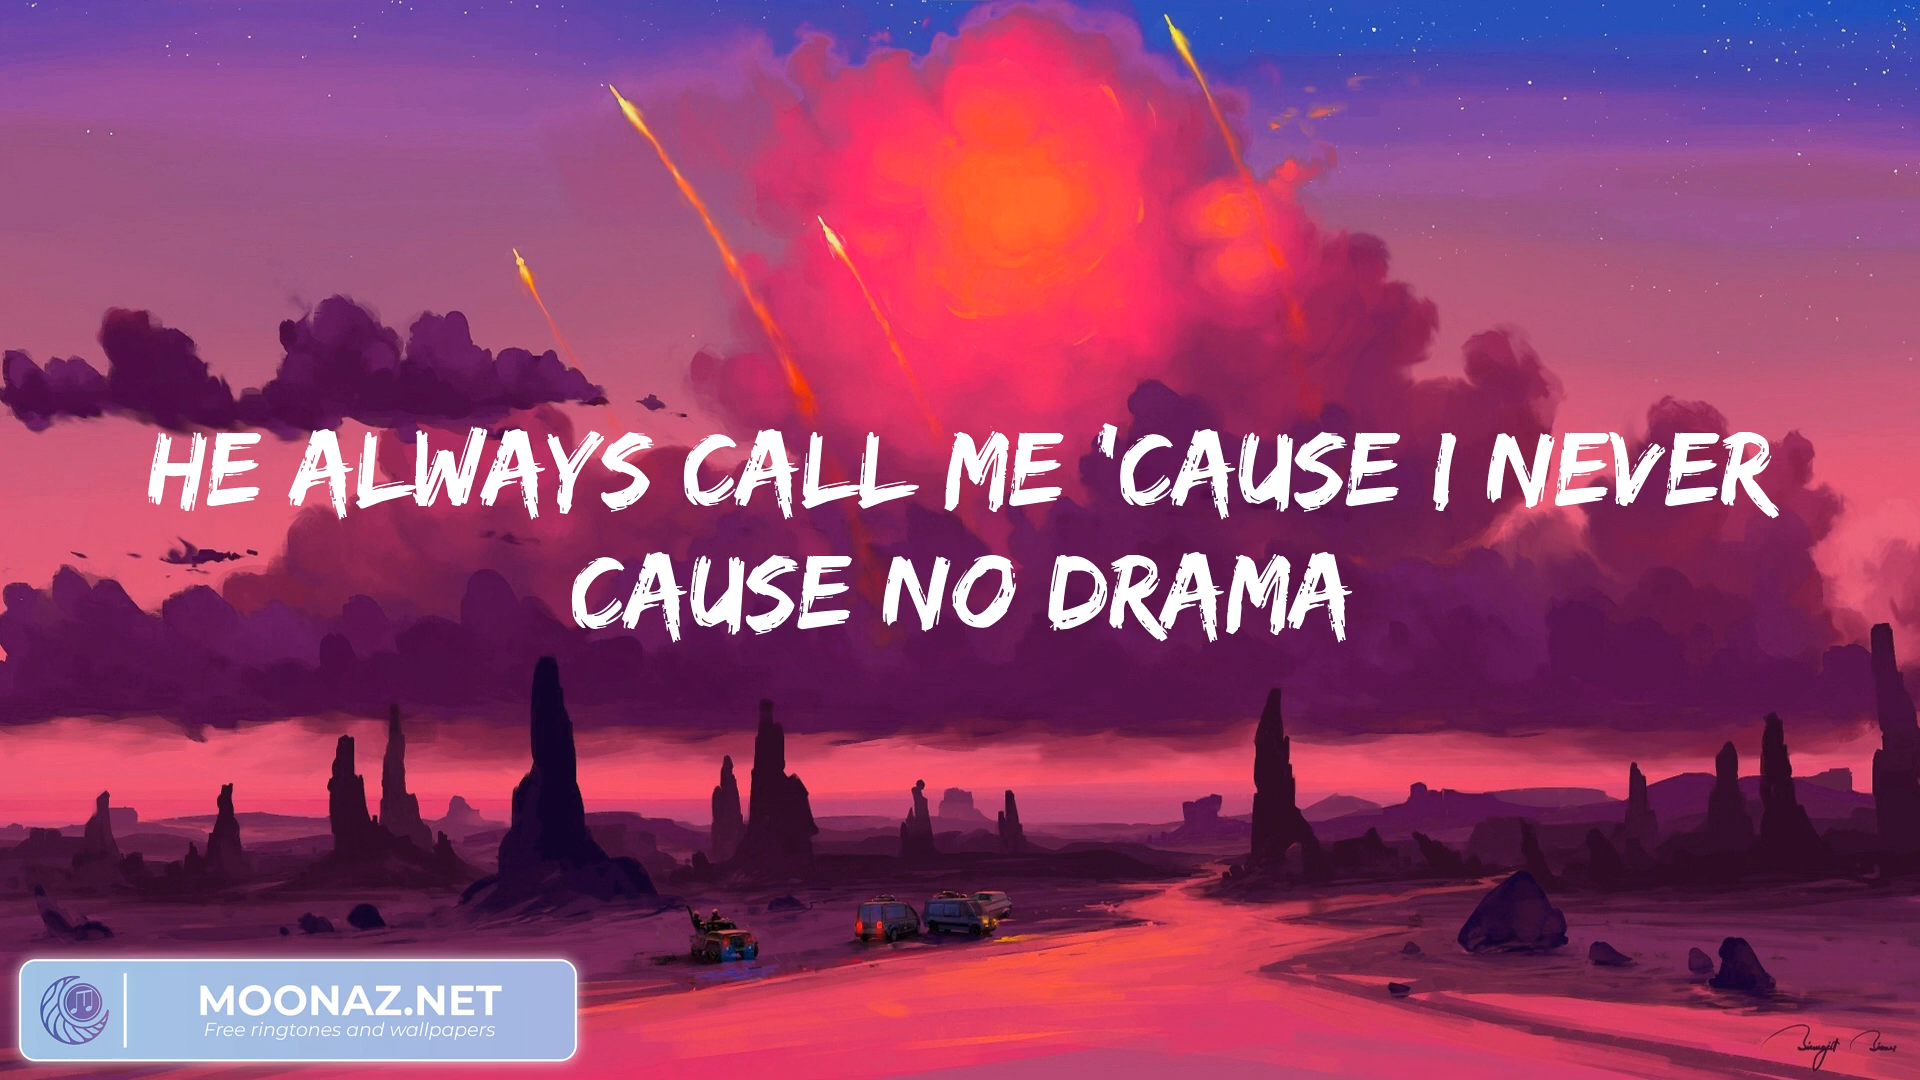 HE ALWAYS CALL ME 'CAUSE I NEVER
CAUSE NO DRAMA
MOONAZ.NET
Free ringtones and wallpapers